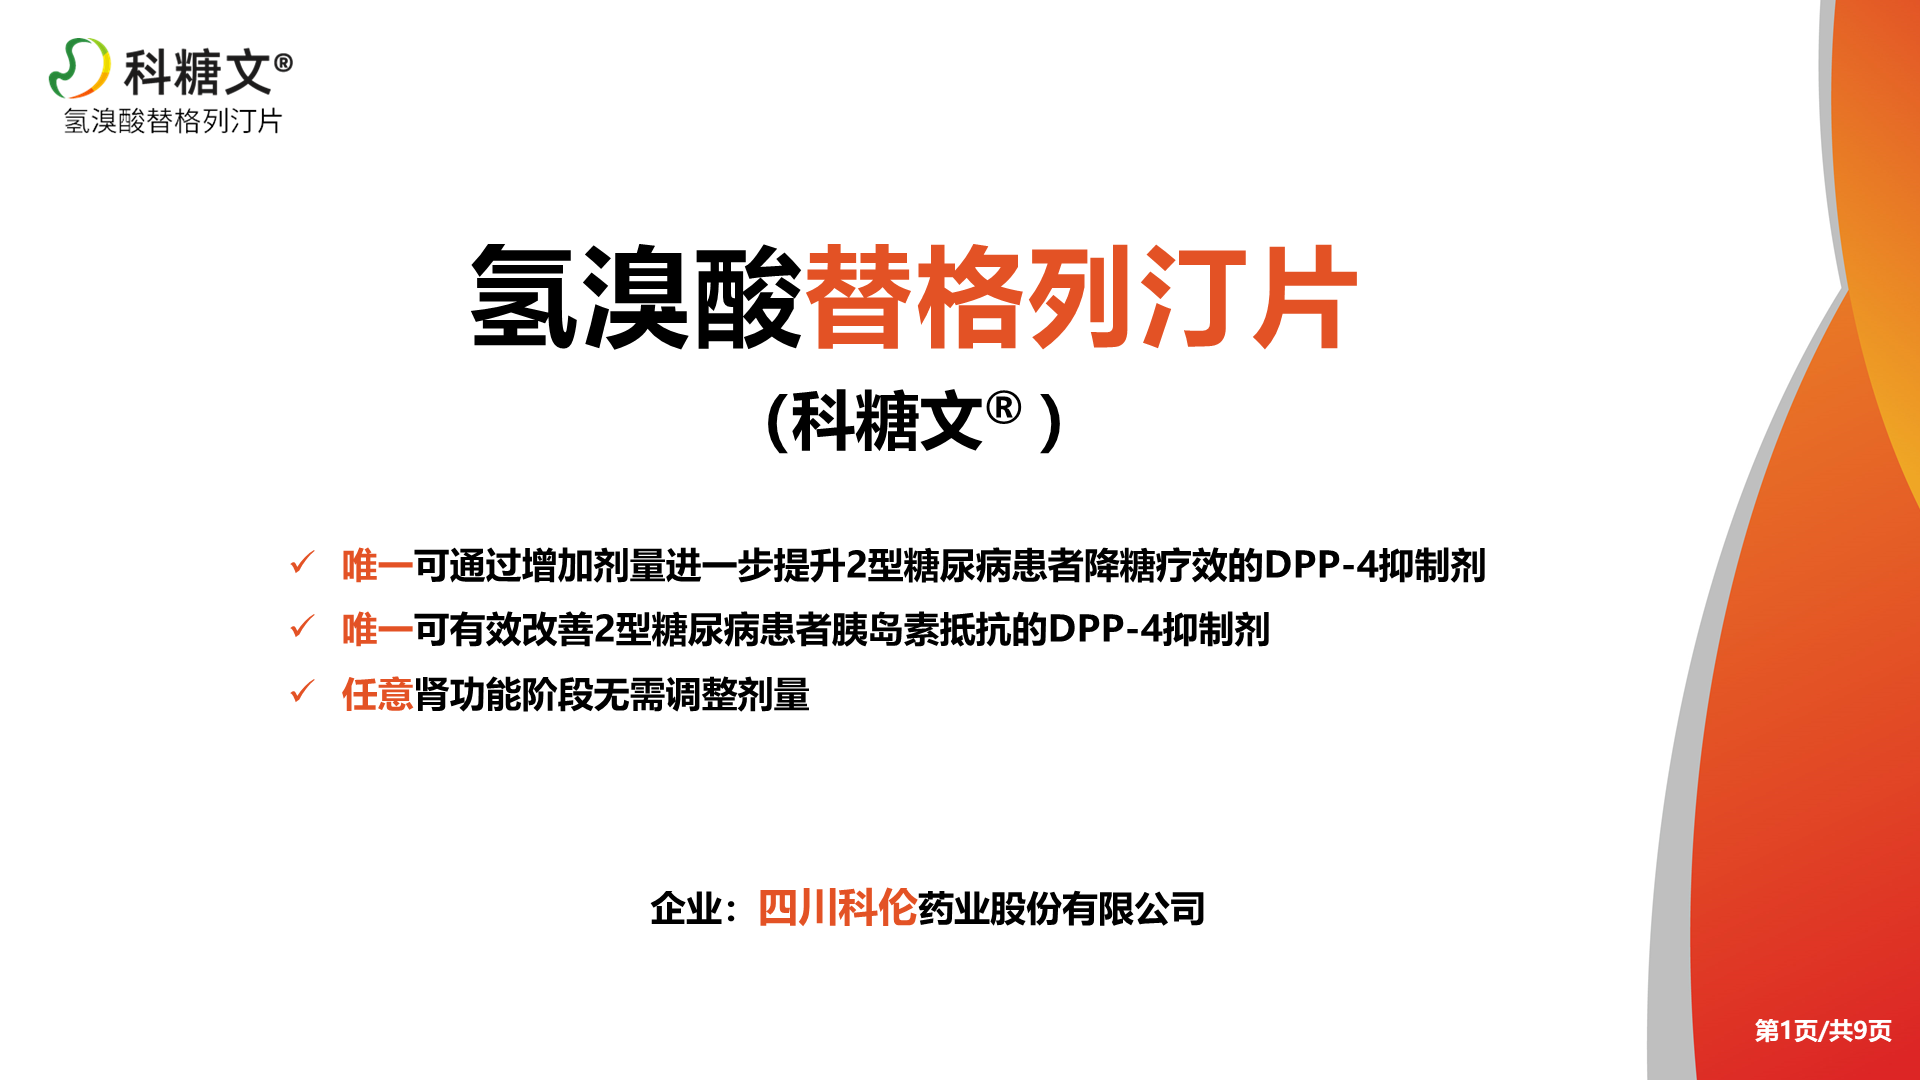 科糖文®
氢溴酸替格列汀片
氢溴酸替格列汀片
(科糖文® )
✓ 唯一可通过增加剂量进一步提升2型糖尿病患者降糖疗效的DPP-4抑制剂
✓ 唯一可有效改善2型糖尿病患者胰岛素抵抗的DPP-4抑制剂
✓ 任意肾功能阶段无需调整剂量
企业：四川科伦药业股份有限公司
第1页/共9页